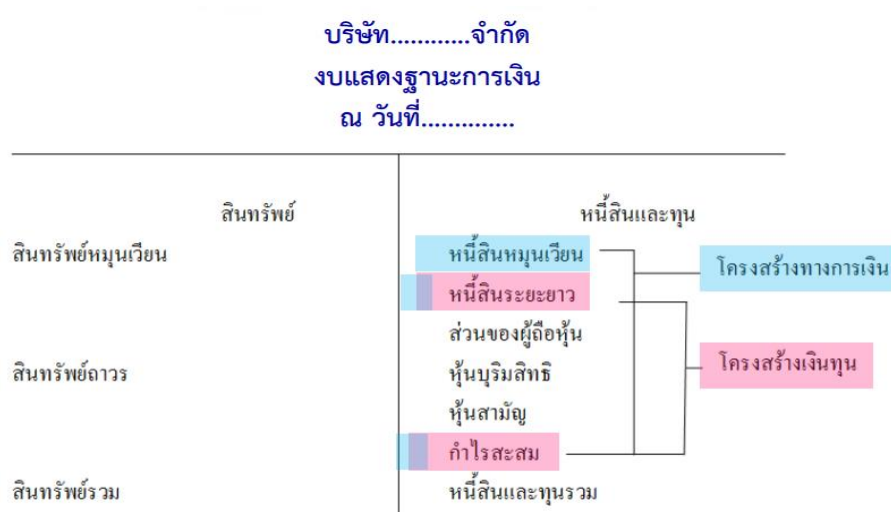 บริษัท............จำกัด
งบแสดงฐานะการเงิน
ณ วันที่..............
สินทรัพย์ หนี้สินและทุน
สินทรัพย์หมุนเวียน หนี้สินหมุนเวียน โครงสร้างทางการเงิน
หนี้สินระยะยาว
ส่วนของผู้ถือหุ้น
สินทรัพย์ถาวร หุ้นบุริมสิทธิ โครงสร้างเงินทุน
หุ้นสามัญ
กำไรสะสม
สินทรัพย์รวม หนี้สินและทุนรวม